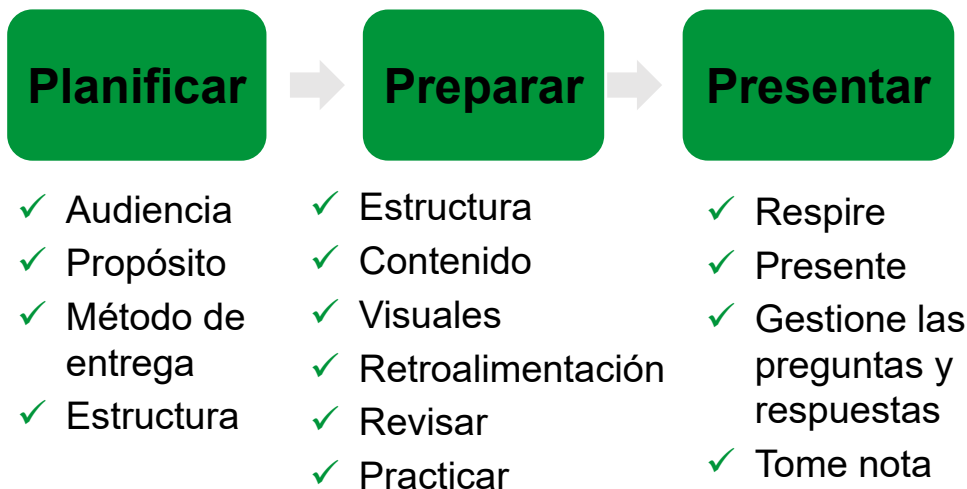 Planificar
Audiencia
Propósito
Método de
entrega
Estructura
Preparar
Estructura
Contenido
Visuales
Retroalimentación
Revisar
Practicar
Presentar
Respire
Presente
Gestione las
preguntas y
respuestas
Tome nota